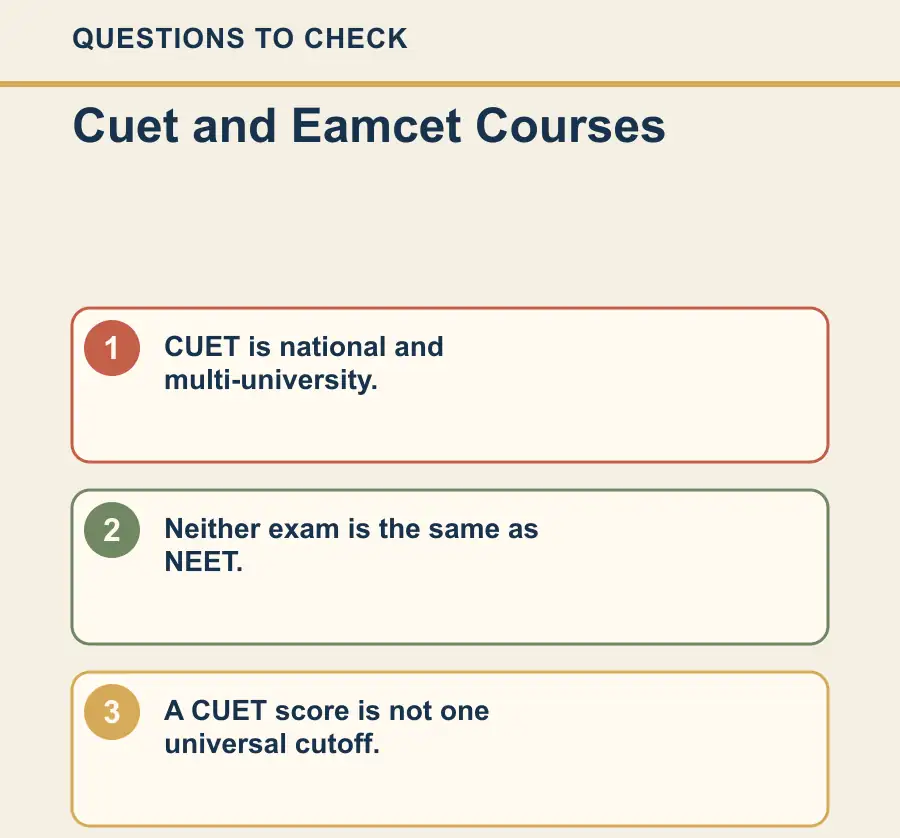 QUESTIONS TO CHECK
Cuet and Eamcet Courses
1
CUET is national and
multi-university.
2
Neither exam is the same as
NEET.
3
A CUET score is not one
universal cutoff.